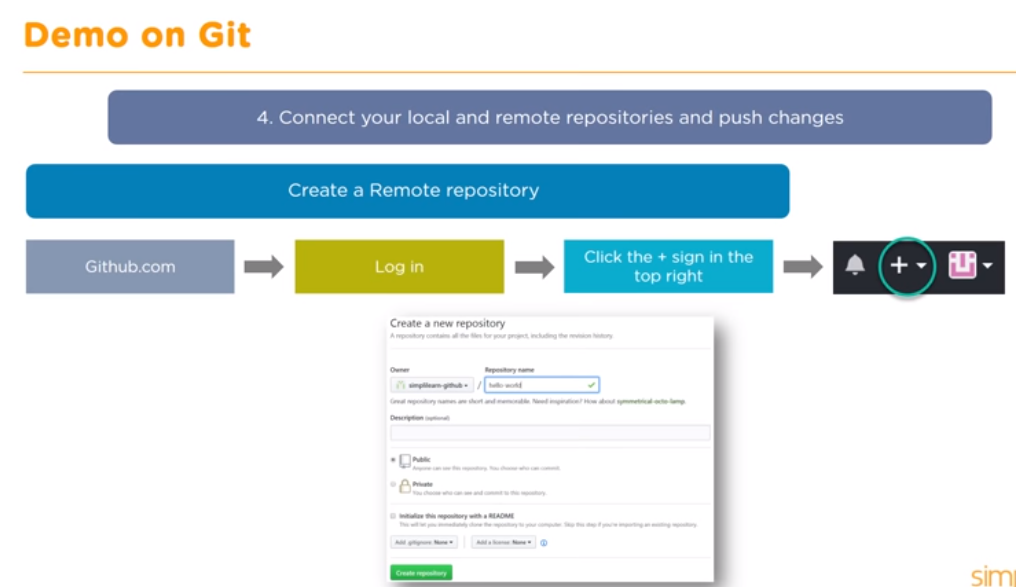 Demo on Git
4. Connect your local and remote repositories and push changes
Create a Remote repository
Github.com
Log in
Click the + sign in the
top right
Create a new repository
A repository contains all the files for your project, including the revision history.
Owner Repository name
simplilearn-github / hello-world
Great repository names are short and memorable. Need inspiration? How about symmetrical-octo-lamp.
Description (optional)
Public
Anyone can see this repository. You choose who can commit.
Private
You choose who can see and commit to this repository.
Initialize this repository with a README
This will let you immediately clone the repository to your computer. Skip this step if you're importing an existing repository.
Add .gitignore: None Add a license: None
Create repository
simp